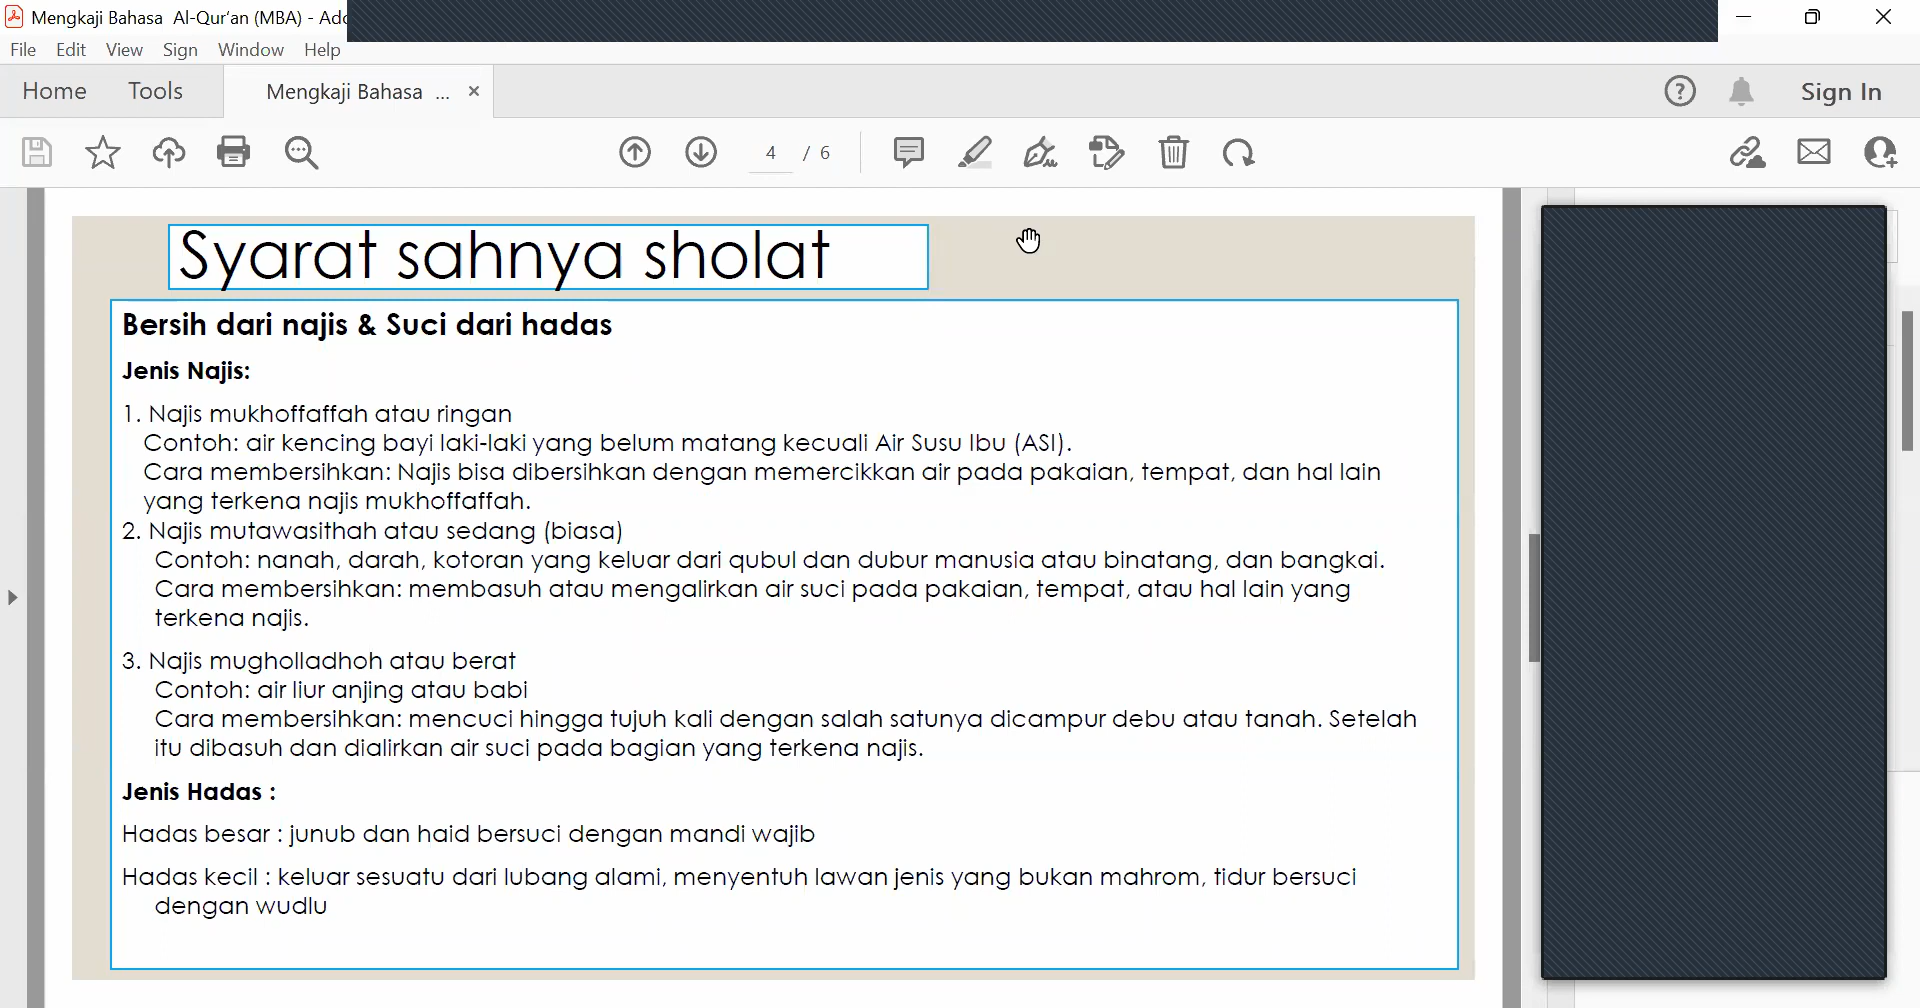 Mengkaji Bahasa Al-Qur'an (MBA) - Ado
File Edit View Sign Window Help
Home Tools Mengkaji Bahasa ... × Sign In
4 / 6
Syarat sahnya sholat
Bersih dari najis & Suci dari hadas
Jenis Najis:
1. Najis mukhoffaffah atau ringan
Contoh: air kencing bayi laki-laki yang belum matang kecuali Air Susu Ibu (ASI).
Cara membersihkan: Najis bisa dibersihkan dengan memercikkan air pada pakaian, tempat, dan hal lain
yang terkena najis mukhoffaffah.
2. Najis mutawasithah atau sedang (biasa)
Contoh: nanah, darah, kotoran yang keluar dari qubul dan dubur manusia atau binatang, dan bangkai.
Cara membersihkan: membasuh atau mengalirkan air suci pada pakaian, tempat, atau hal lain yang
terkena najis.
3. Najis mugholladhoh atau berat
Contoh: air liur anjing atau babi
Cara membersihkan: mencuci hingga tujuh kali dengan salah satunya dicampur debu atau tanah. Setelah
itu dibasuh dan dialirkan air suci pada bagian yang terkena najis.
Jenis Hadas :
Hadas besar : junub dan haid bersuci dengan mandi wajib
Hadas kecil : keluar sesuatu dari lubang alami, menyentuh lawan jenis yang bukan mahrom, tidur bersuci
dengan wudlu